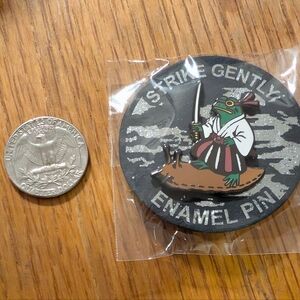 STRIKE GENTLY
ENAMEL PIN
UNITED STATES OF AMERICA